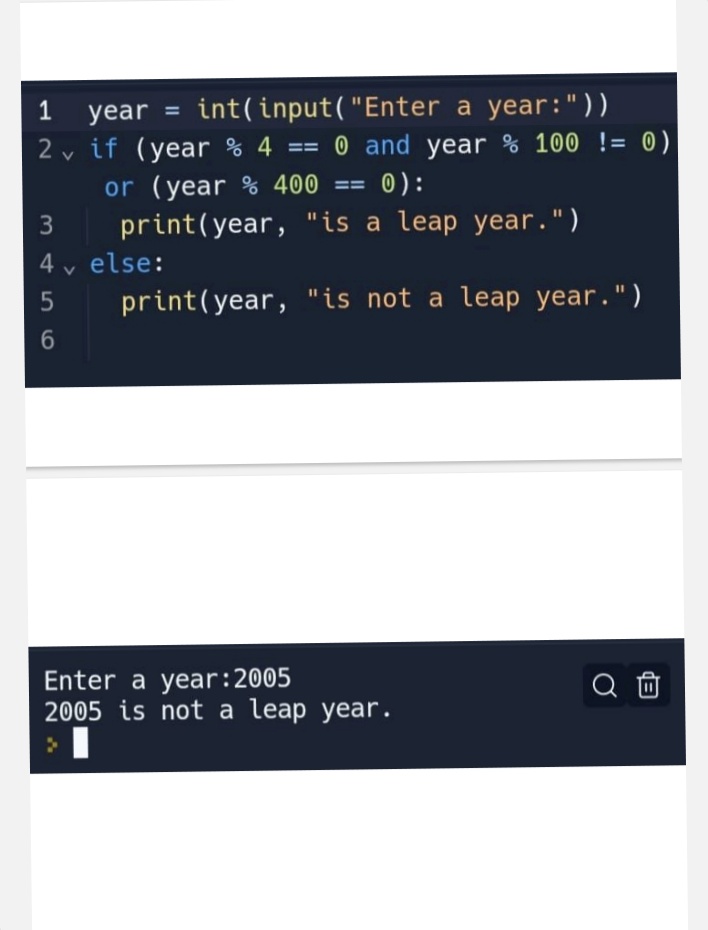 1 year = int(input("Enter a year:"))
2 if (year % 4 == 0 and year % 100 != 0)
or (year % 400 == 0):
3 print(year, "is a leap year.")
4 else:
5 print(year, "is not a leap year.")
6
Enter a year:2005
2005 is not a leap year.
>